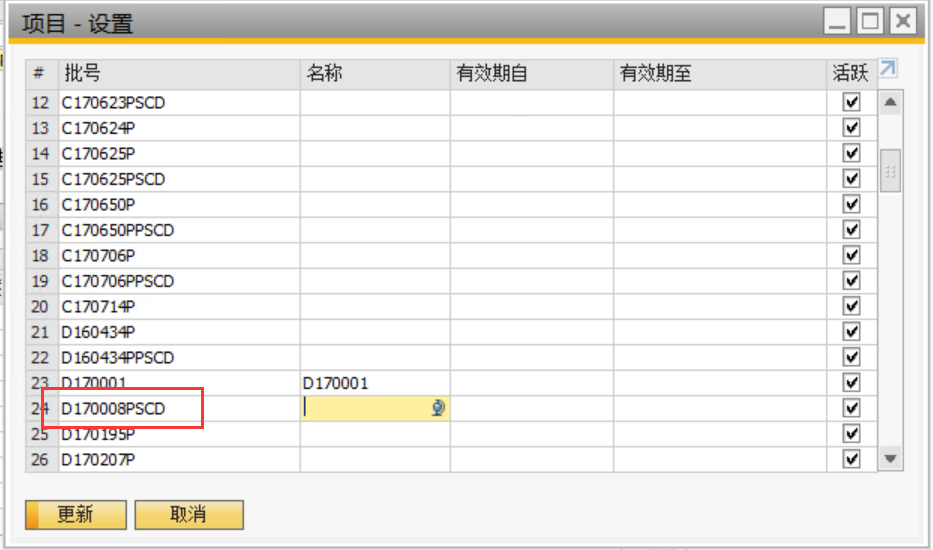 项目 - 设置
# 批号 名称 有效期自 有效期至 活跃
12 C170623PSCD
13 C170624P
14 C170625P
15 C170625PSCD
16 C170650P
17 C170650PPSCD
18 C170706P
19 C170706PPSCD
20 C170714P
21 D160434P
22 D160434PPSCD
23 D170001 D170001
24 D170008PSCD
25 D170195P
26 D170207P
更新 取消